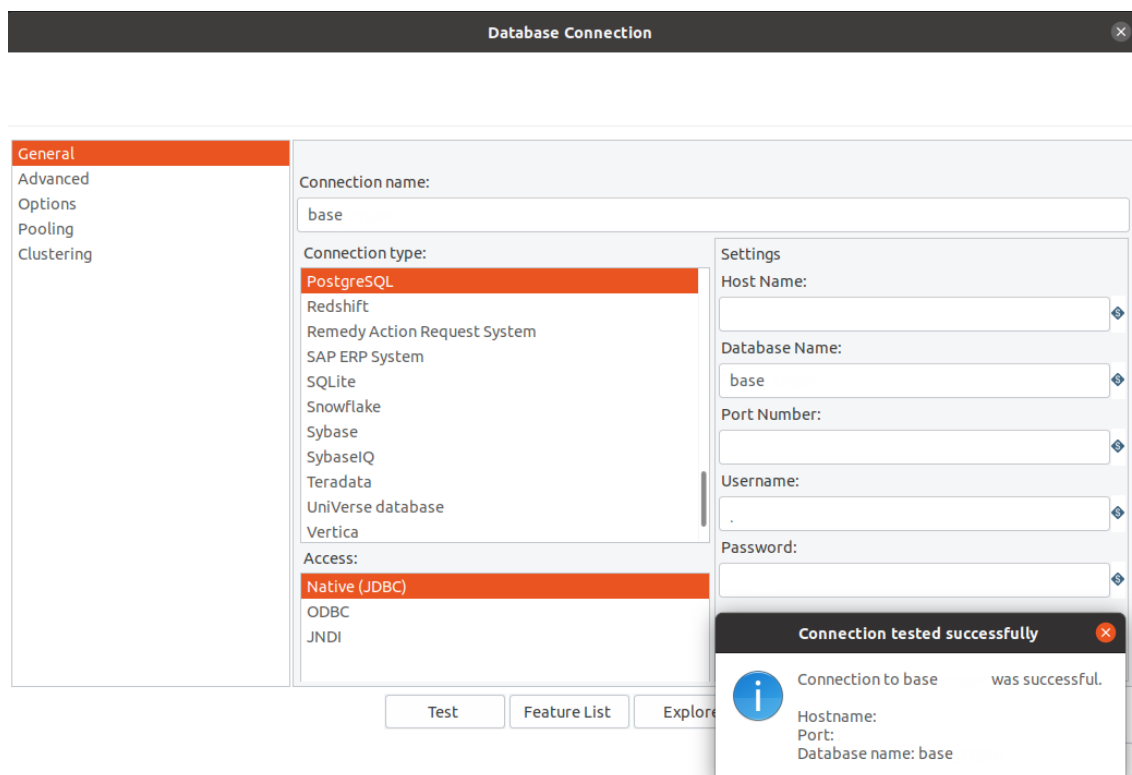 Database Connection
General
Advanced
Options
Pooling
Clustering
Connection name:
base
Connection type:
PostgreSQL
Redshift
Remedy Action Request System
SAP ERP System
SQLite
Snowflake
Sybase
SybaseIQ
Teradata
UniVerse database
Vertica
Access:
Native (JDBC)
ODBC
JNDI
Settings
Host Name:
Database Name:
base
Port Number:
Username:
.
Password:
Test
Feature List
Explore
Connection tested successfully
Connection to base was successful.
Hostname:
Port:
Database name: base